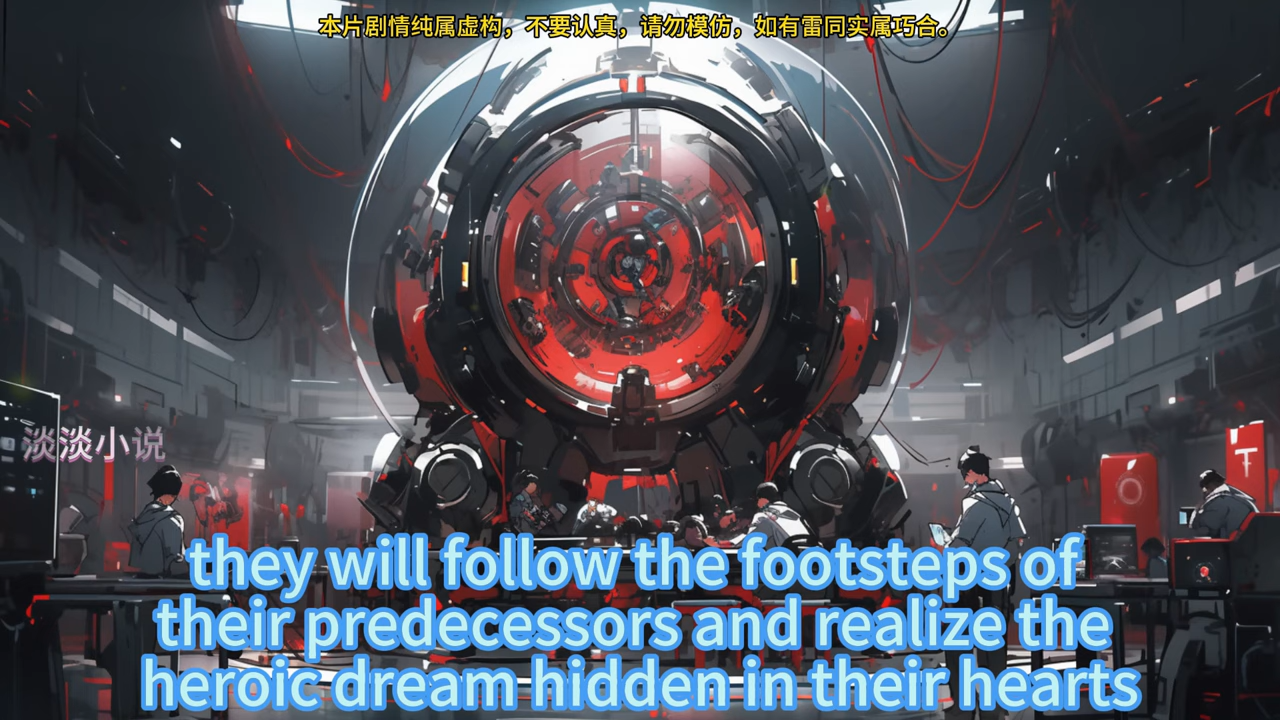 本片剧情纯属虚构，不要认真，请勿模仿，如有雷同实属巧合。
淡淡小说
they will follow the footsteps of
their predecessors and realize the
heroic dream hidden in their hearts